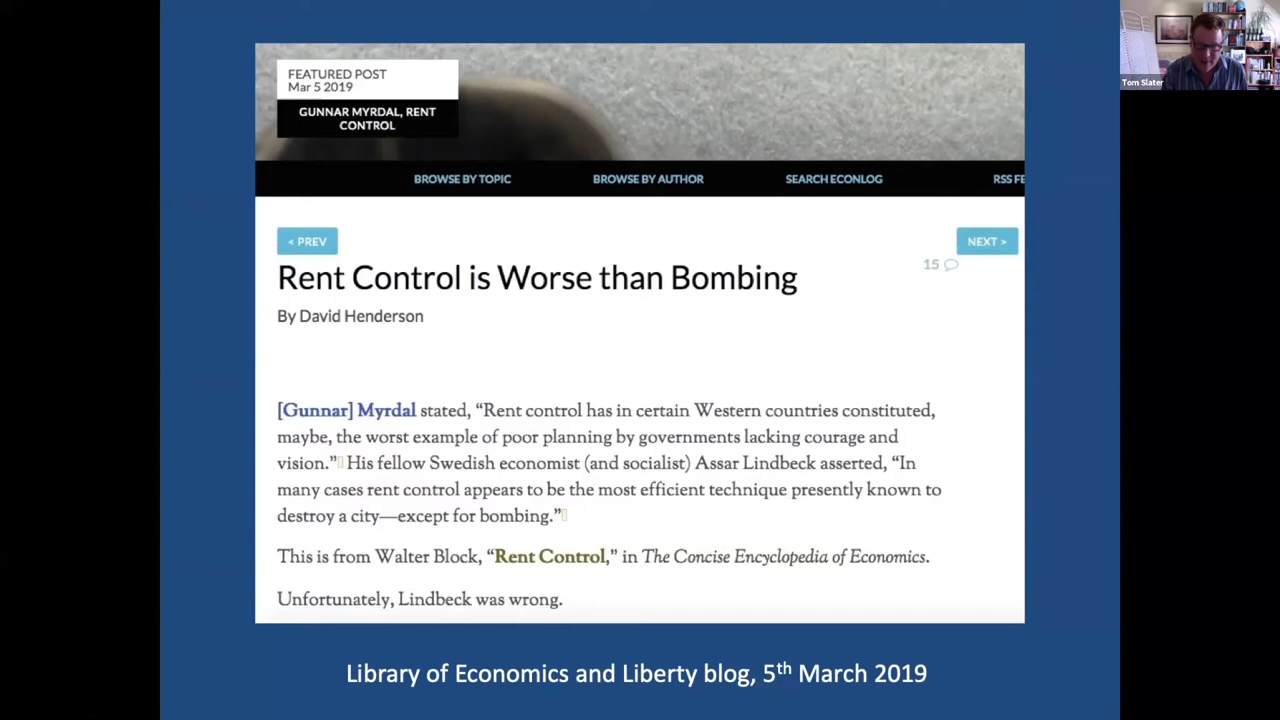 FEATURED POST
Mar 5 2019
GUNNAR MYRDAL, RENT
CONTROL
BROWSE BY TOPIC
BROWSE BY AUTHOR
SEARCH ECONLOG
RSS FE
< PREV
NEXT >
15
Rent Control is Worse than Bombing
By David Henderson
[Gunnar] Myrdal stated, “Rent control has in certain Western countries constituted,
maybe, the worst example of poor planning by governments lacking courage and
vision.” His fellow Swedish economist (and socialist) Assar Lindbeck asserted, “In
many cases rent control appears to be the most efficient technique presently known to
destroy a city—except for bombing.”
This is from Walter Block, “Rent Control,” in The Concise Encyclopedia of Economics.
Unfortunately, Lindbeck was wrong.
Library of Economics and Liberty blog, 5th March 2019
Tom Slater